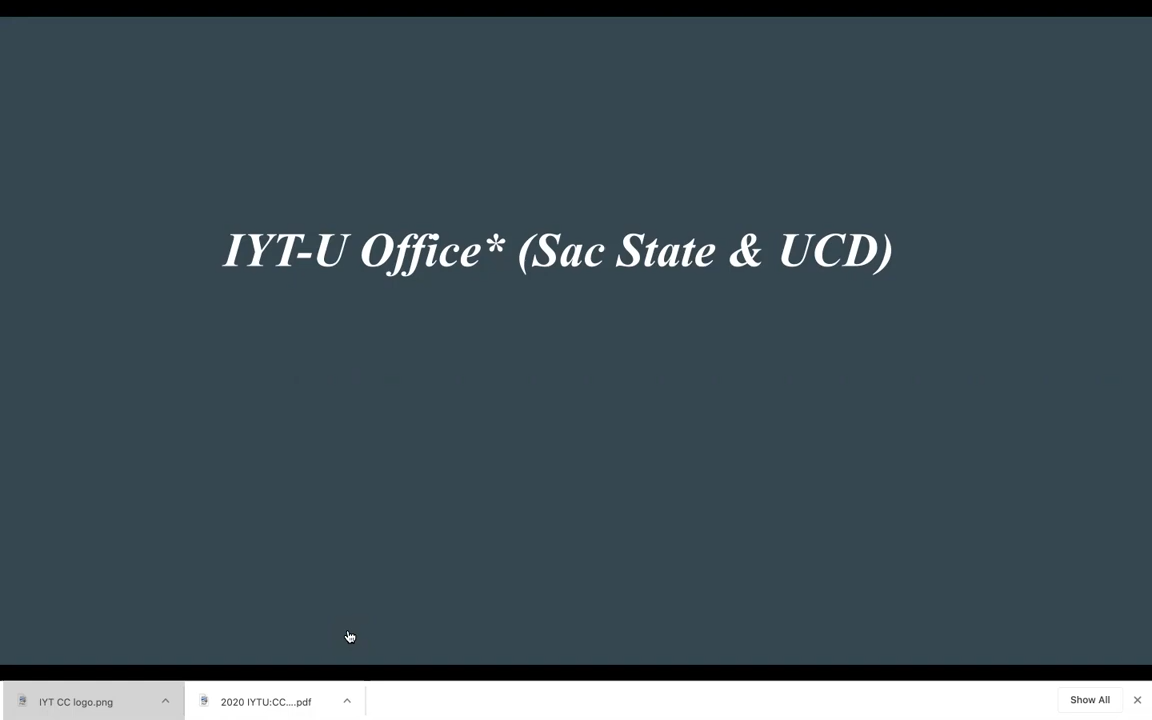 IYT-U Office* (Sac State & UCD)
IYT CC logo.png
2020 IYTU:CC....pdf
Show All